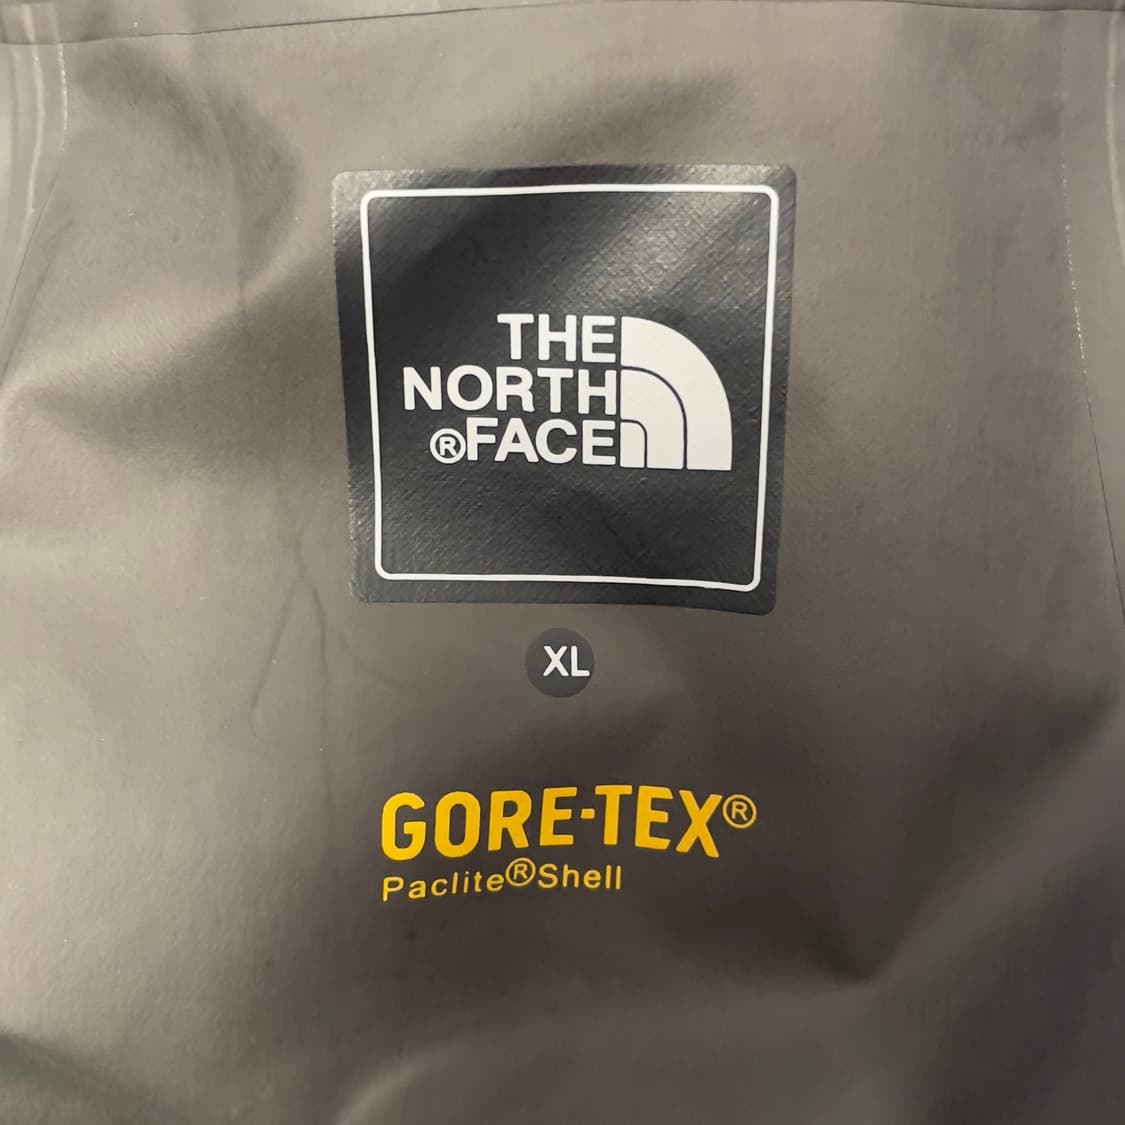 THE
NORTH
®FACE
XL
GORE-TEX®
Paclite®Shell